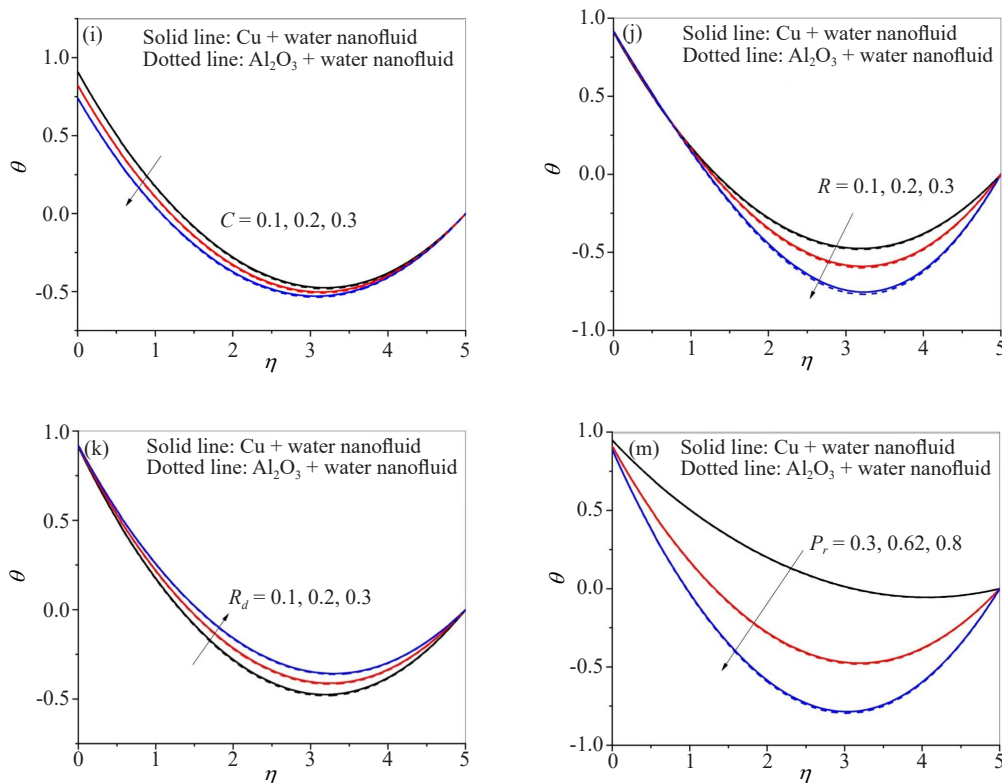 (i)
Solid line: Cu + water nanofluid
Dotted line: Al₂O₃ + water nanofluid
1.0
0.5
0.0
-0.5
θ
C = 0.1, 0.2, 0.3
0 1 2 3 4 5
η
(j)
Solid line: Cu + water nanofluid
Dotted line: Al₂O₃ + water nanofluid
1.0
0.5
0.0
-0.5
-1.0
θ
R = 0.1, 0.2, 0.3
0 1 2 3 4 5
η
(k)
Solid line: Cu + water nanofluid
Dotted line: Al₂O₃ + water nanofluid
1.0
0.5
0.0
-0.5
θ
R_d = 0.1, 0.2, 0.3
0 1 2 3 4 5
η
(m)
Solid line: Cu + water nanofluid
Dotted line: Al₂O₃ + water nanofluid
1.0
0.5
0
-0.5
-1.0
θ
P_r = 0.3, 0.62, 0.8
0 1 2 3 4 5
η